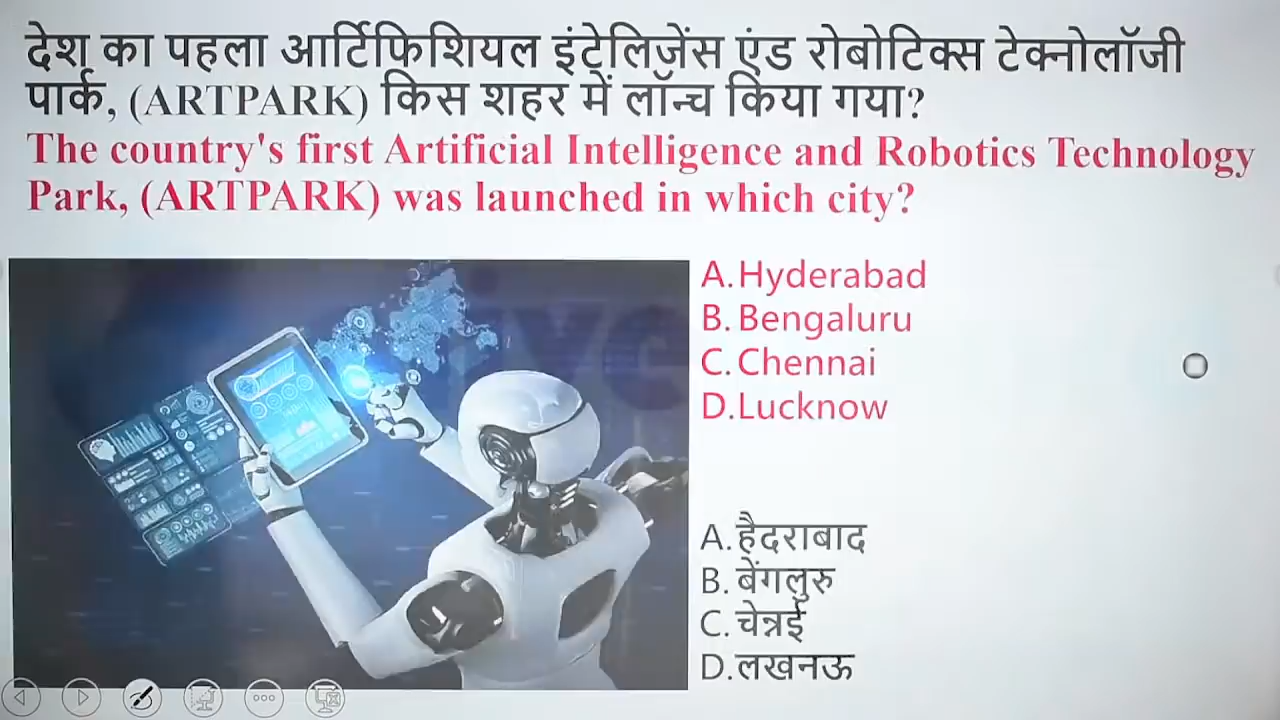 देश का पहला आर्टिफिशियल इंटेलिजेंस एंड रोबोटिक्स टेक्नोलॉजी
पार्क, (ARTPARK) किस शहर में लॉन्च किया गया?
The country's first Artificial Intelligence and Robotics Technology
Park, (ARTPARK) was launched in which city?
A. Hyderabad
B. Bengaluru
C. Chennai
D. Lucknow
A. हैदराबाद
B. बेंगलुरु
C. चेन्नई
D. लखनऊ